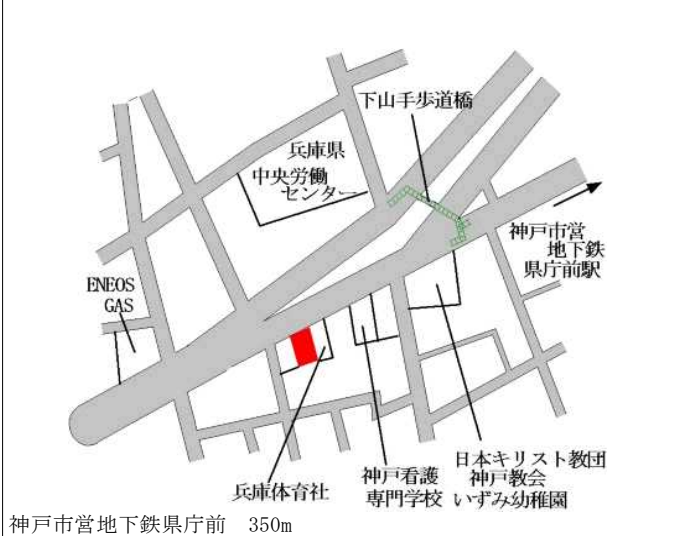 下山手歩道橋
兵庫県
中央労働
センター
神戸市営
地下鉄
県庁前駅
ENEOS
GAS
兵庫体育社
神戸看護
専門学校
日本キリスト教団
神戸教会
いずみ幼稚園
神戸市営地下鉄県庁前　350m